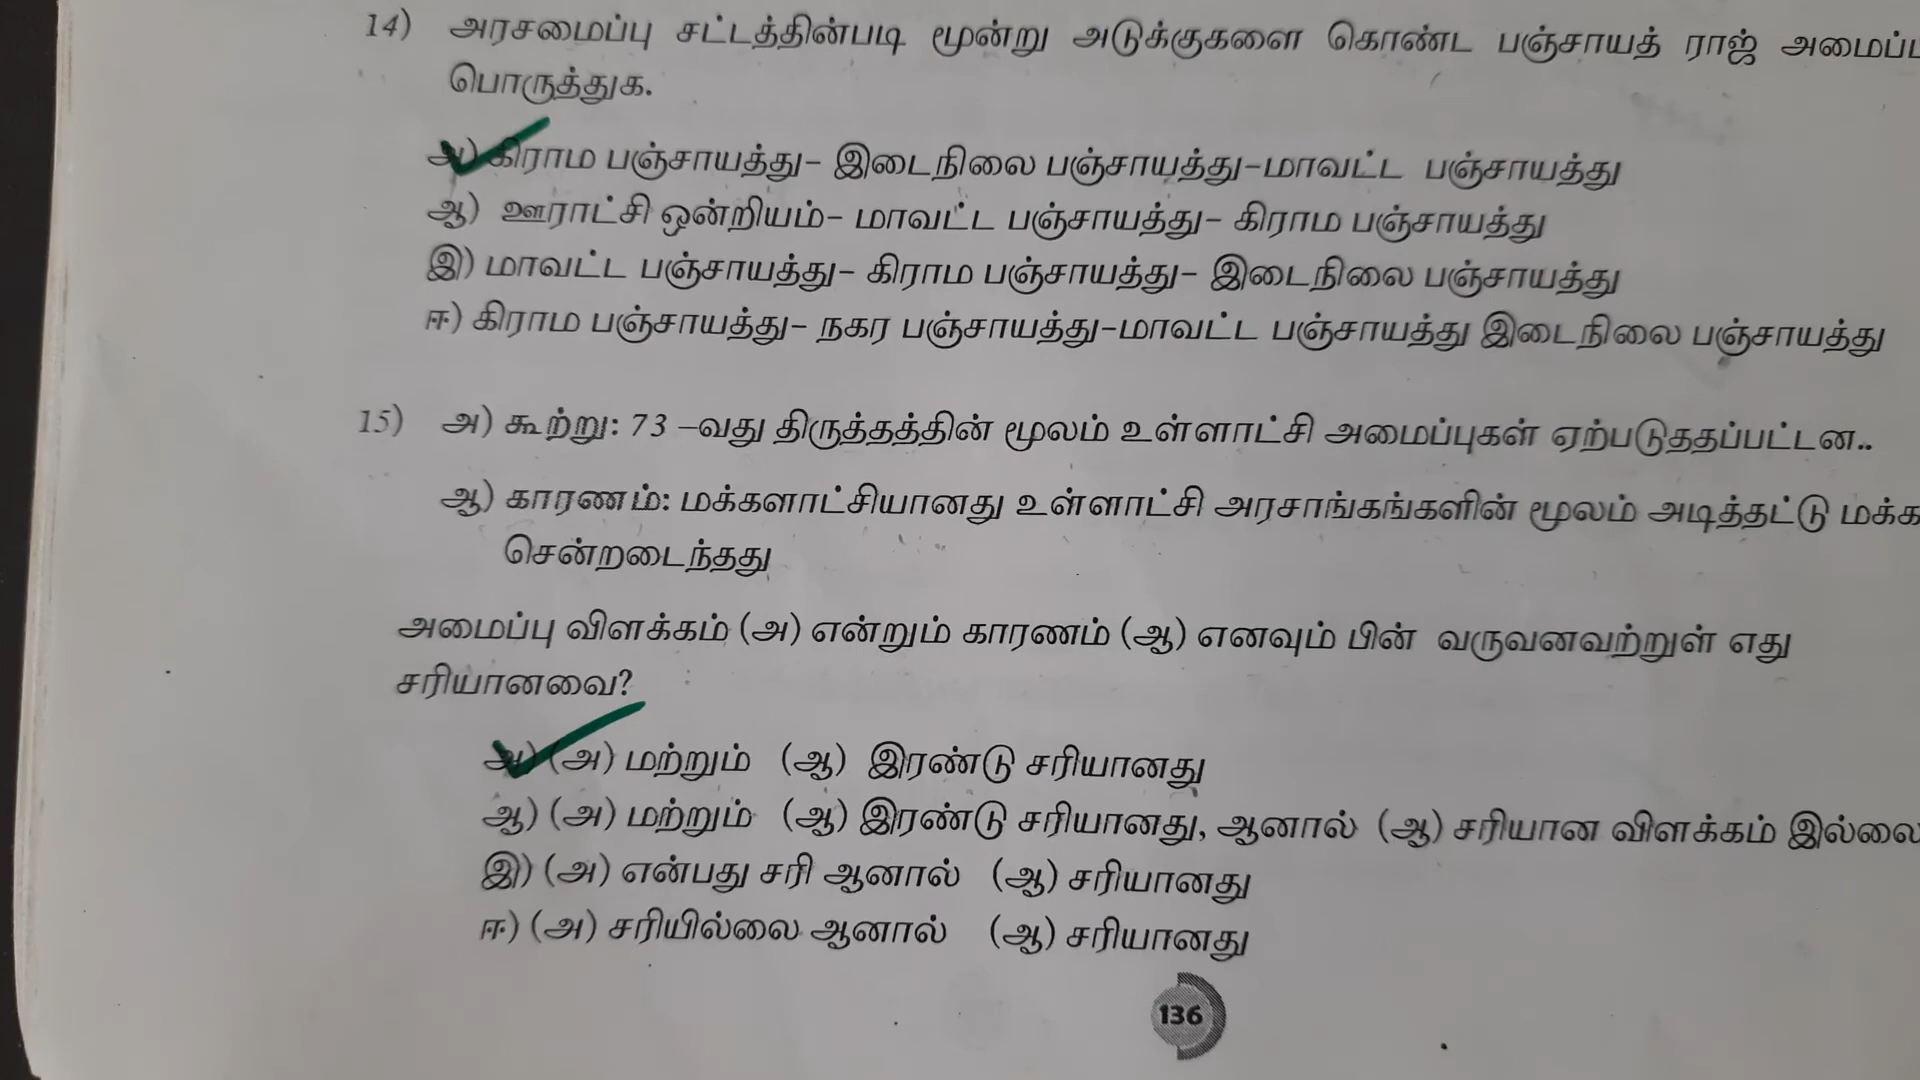 14) அரசமைப்பு சட்டத்தின்படி மூன்று அடுக்குகளை கொண்ட பஞ்சாயத் ராஜ்
பொருத்துக.
அ) கிராம பஞ்சாயத்து- இடைநிலை பஞ்சாயத்து-மாவட்ட பஞ்சாயத்து
ஆ) ஊராட்சி ஒன்றியம்- மாவட்ட பஞ்சாயத்து- கிராம பஞ்சாயத்து
இ) மாவட்ட பஞ்சாயத்து- கிராம பஞ்சாயத்து- இடைநிலை பஞ்சாயத்து
ஈ) கிராம பஞ்சாயத்து- நகர பஞ்சாயத்து-மாவட்ட பஞ்சாயத்து இடைநிலை பஞ்சாயத்து
15) அ) கூற்று: 73 –வது திருத்தத்தின் மூலம் உள்ளாட்சி அமைப்புகள் ஏற்படுததப்பட்டன..
ஆ) காரணம்: மக்களாட்சியானது உள்ளாட்சி அரசாங்கங்களின் மூலம் அடித்தட்டு
சென்றடைந்தது
அமைப்பு விளக்கம் (அ) என்றும் காரணம் (ஆ) எனவும் பின் வருவனவற்றுள் எது
சரியானவை?
அ) (அ) மற்றும் (ஆ) இரண்டு சரியானது
ஆ) (அ) மற்றும் (ஆ) இரண்டு சரியானது, ஆனால் (ஆ) சரியான விளக்கம் இல்லை
இ) (அ) என்பது சரி ஆனால் (ஆ) சரியானது
ஈ) (அ) சரியில்லை ஆனால் (ஆ) சரியானது
136